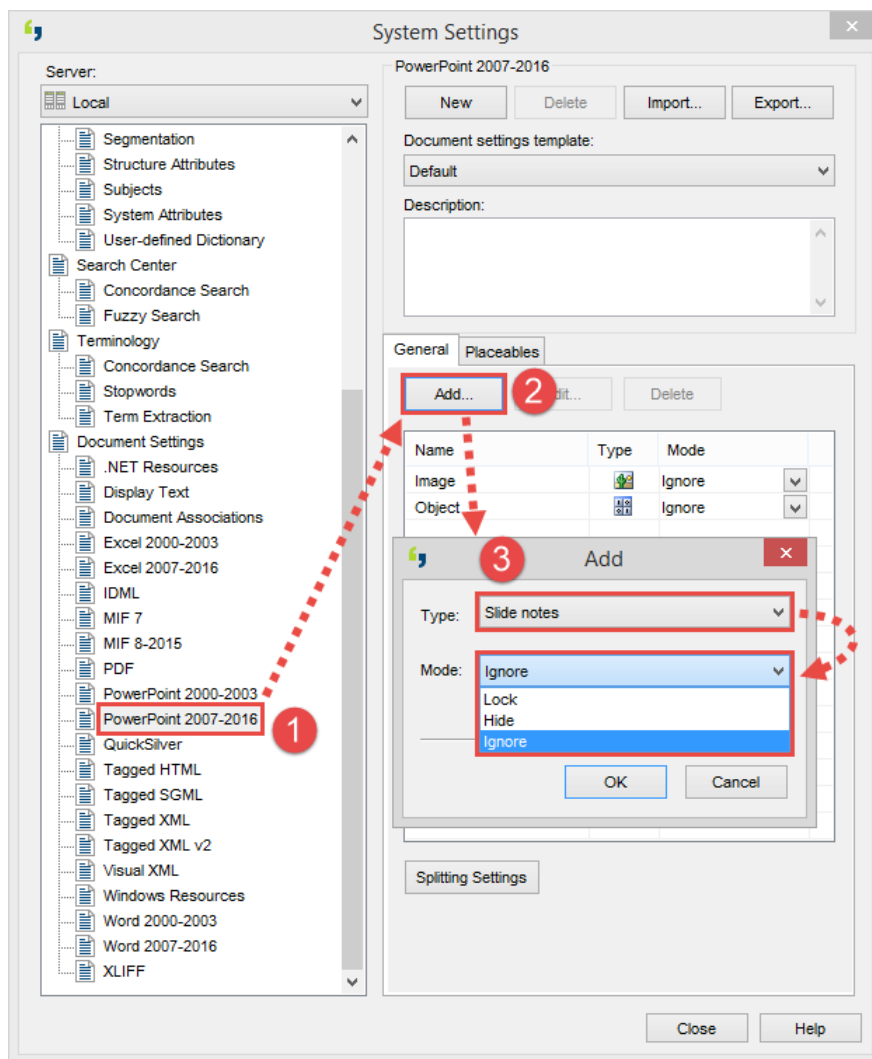 System Settings
Server:
Local
Segmentation
Structure Attributes
Subjects
System Attributes
User-defined Dictionary
Search Center
Concordance Search
Fuzzy Search
Terminology
Concordance Search
Stopwords
Term Extraction
Document Settings
.NET Resources
Display Text
Document Associations
Excel 2000-2003
Excel 2007-2016
IDML
MIF 7
MIF 8-2015
PDF
PowerPoint 2000-2003
PowerPoint 2007-2016
1
QuickSilver
Tagged HTML
Tagged SGML
Tagged XML
Tagged XML v2
Visual XML
Windows Resources
Word 2000-2003
Word 2007-2016
XLIFF
PowerPoint 2007-2016
New Delete Import... Export...
Document settings template:
Default
Description:
General Placeables
Add... 2 dit... Delete
Name Type Mode
Image Ignore
Object Ignore
3 Add
Type: Slide notes
Mode: Ignore
Lock
Hide
Ignore
OK Cancel
Splitting Settings
Close Help